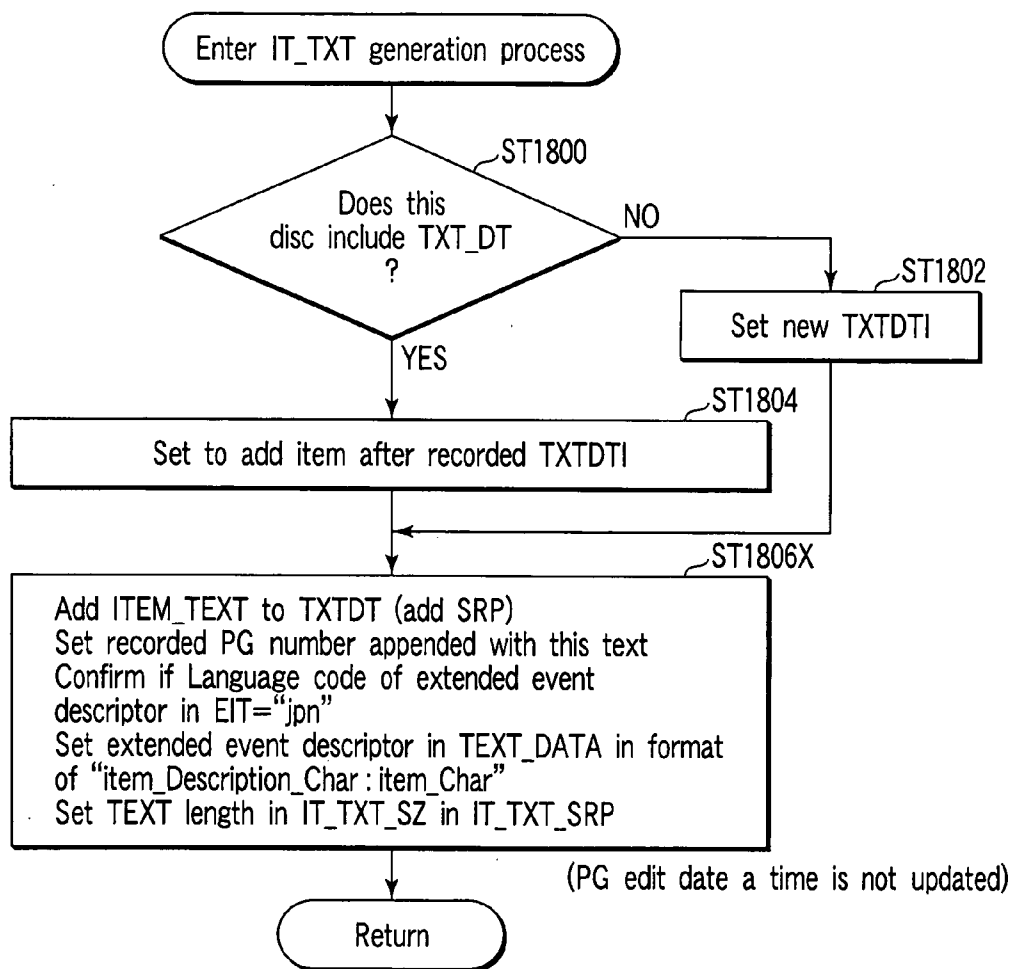 Enter IT_TXT generation process
ST1800
Does this
disc include TXT_DT
?
NO
ST1802
Set new TXTDTI
YES
ST1804
Set to add item after recorded TXTDTI
ST1806X
Add ITEM_TEXT to TXTDT (add SRP)
Set recorded PG number appended with this text
Confirm if Language code of extended event
descriptor in EIT=“jpn”
Set extended event descriptor in TEXT_DATA in format
of “item_Description_Char : item_Char”
Set TEXT length in IT_TXT_SZ in IT_TXT_SRP
(PG edit date a time is not updated)
Return